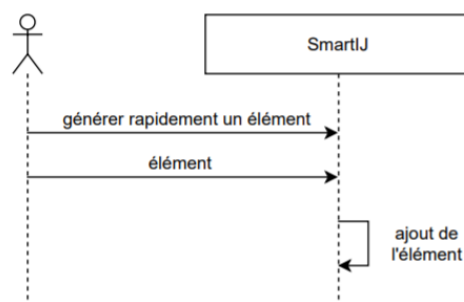 SmartIJ
générer rapidement un élément
élément
ajout de
l'élément